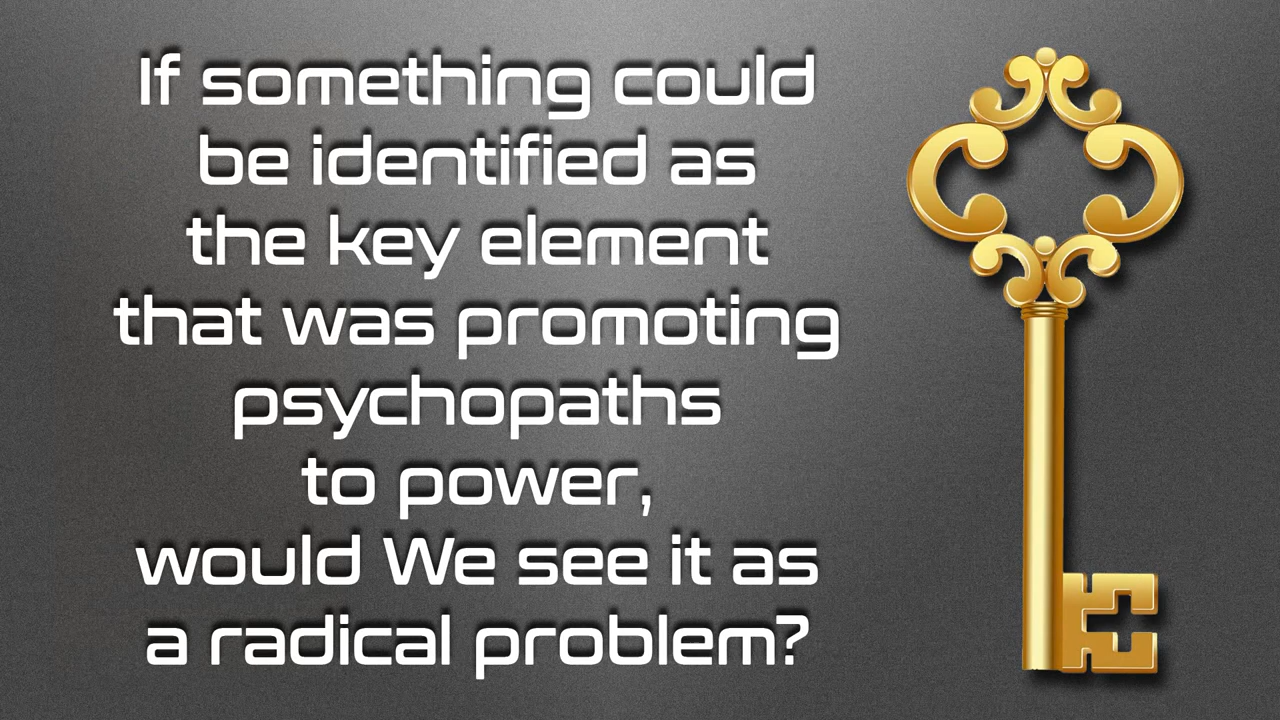 If something could
be identified as
the key element
that was promoting
psychopaths
to power,
would We see it as
a radical problem?